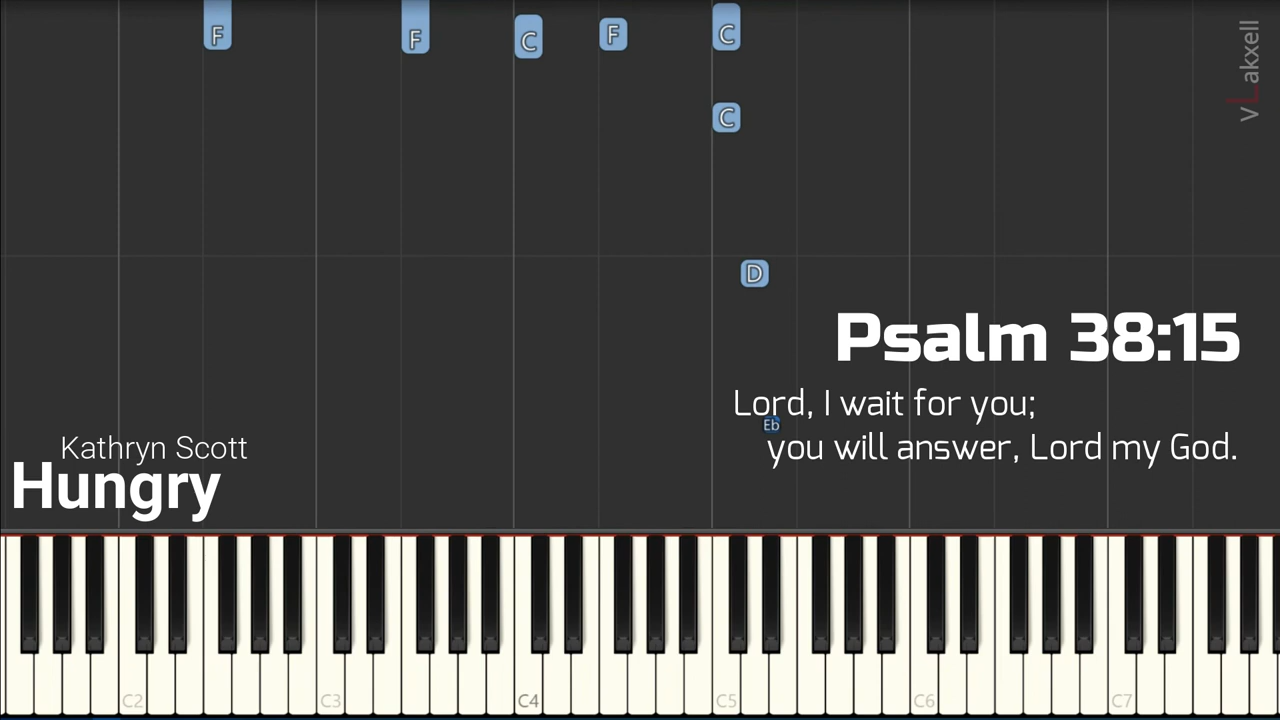 F F C F C
C
D
Psalm 38:15
Lord, I wait for you;
Eb
you will answer, Lord my God.
Kathryn Scott
Hungry
C2 C3 C4 C5 C6 C7
vLakxell